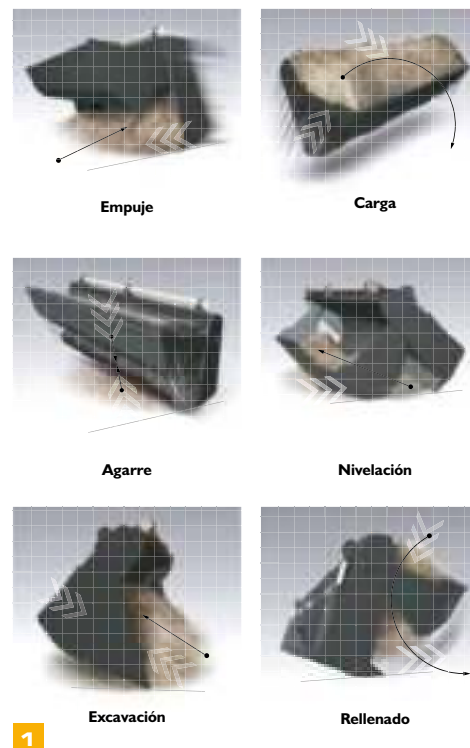 Empuje
Carga
Agarre
Nivelación
Excavación
Rellenado
1